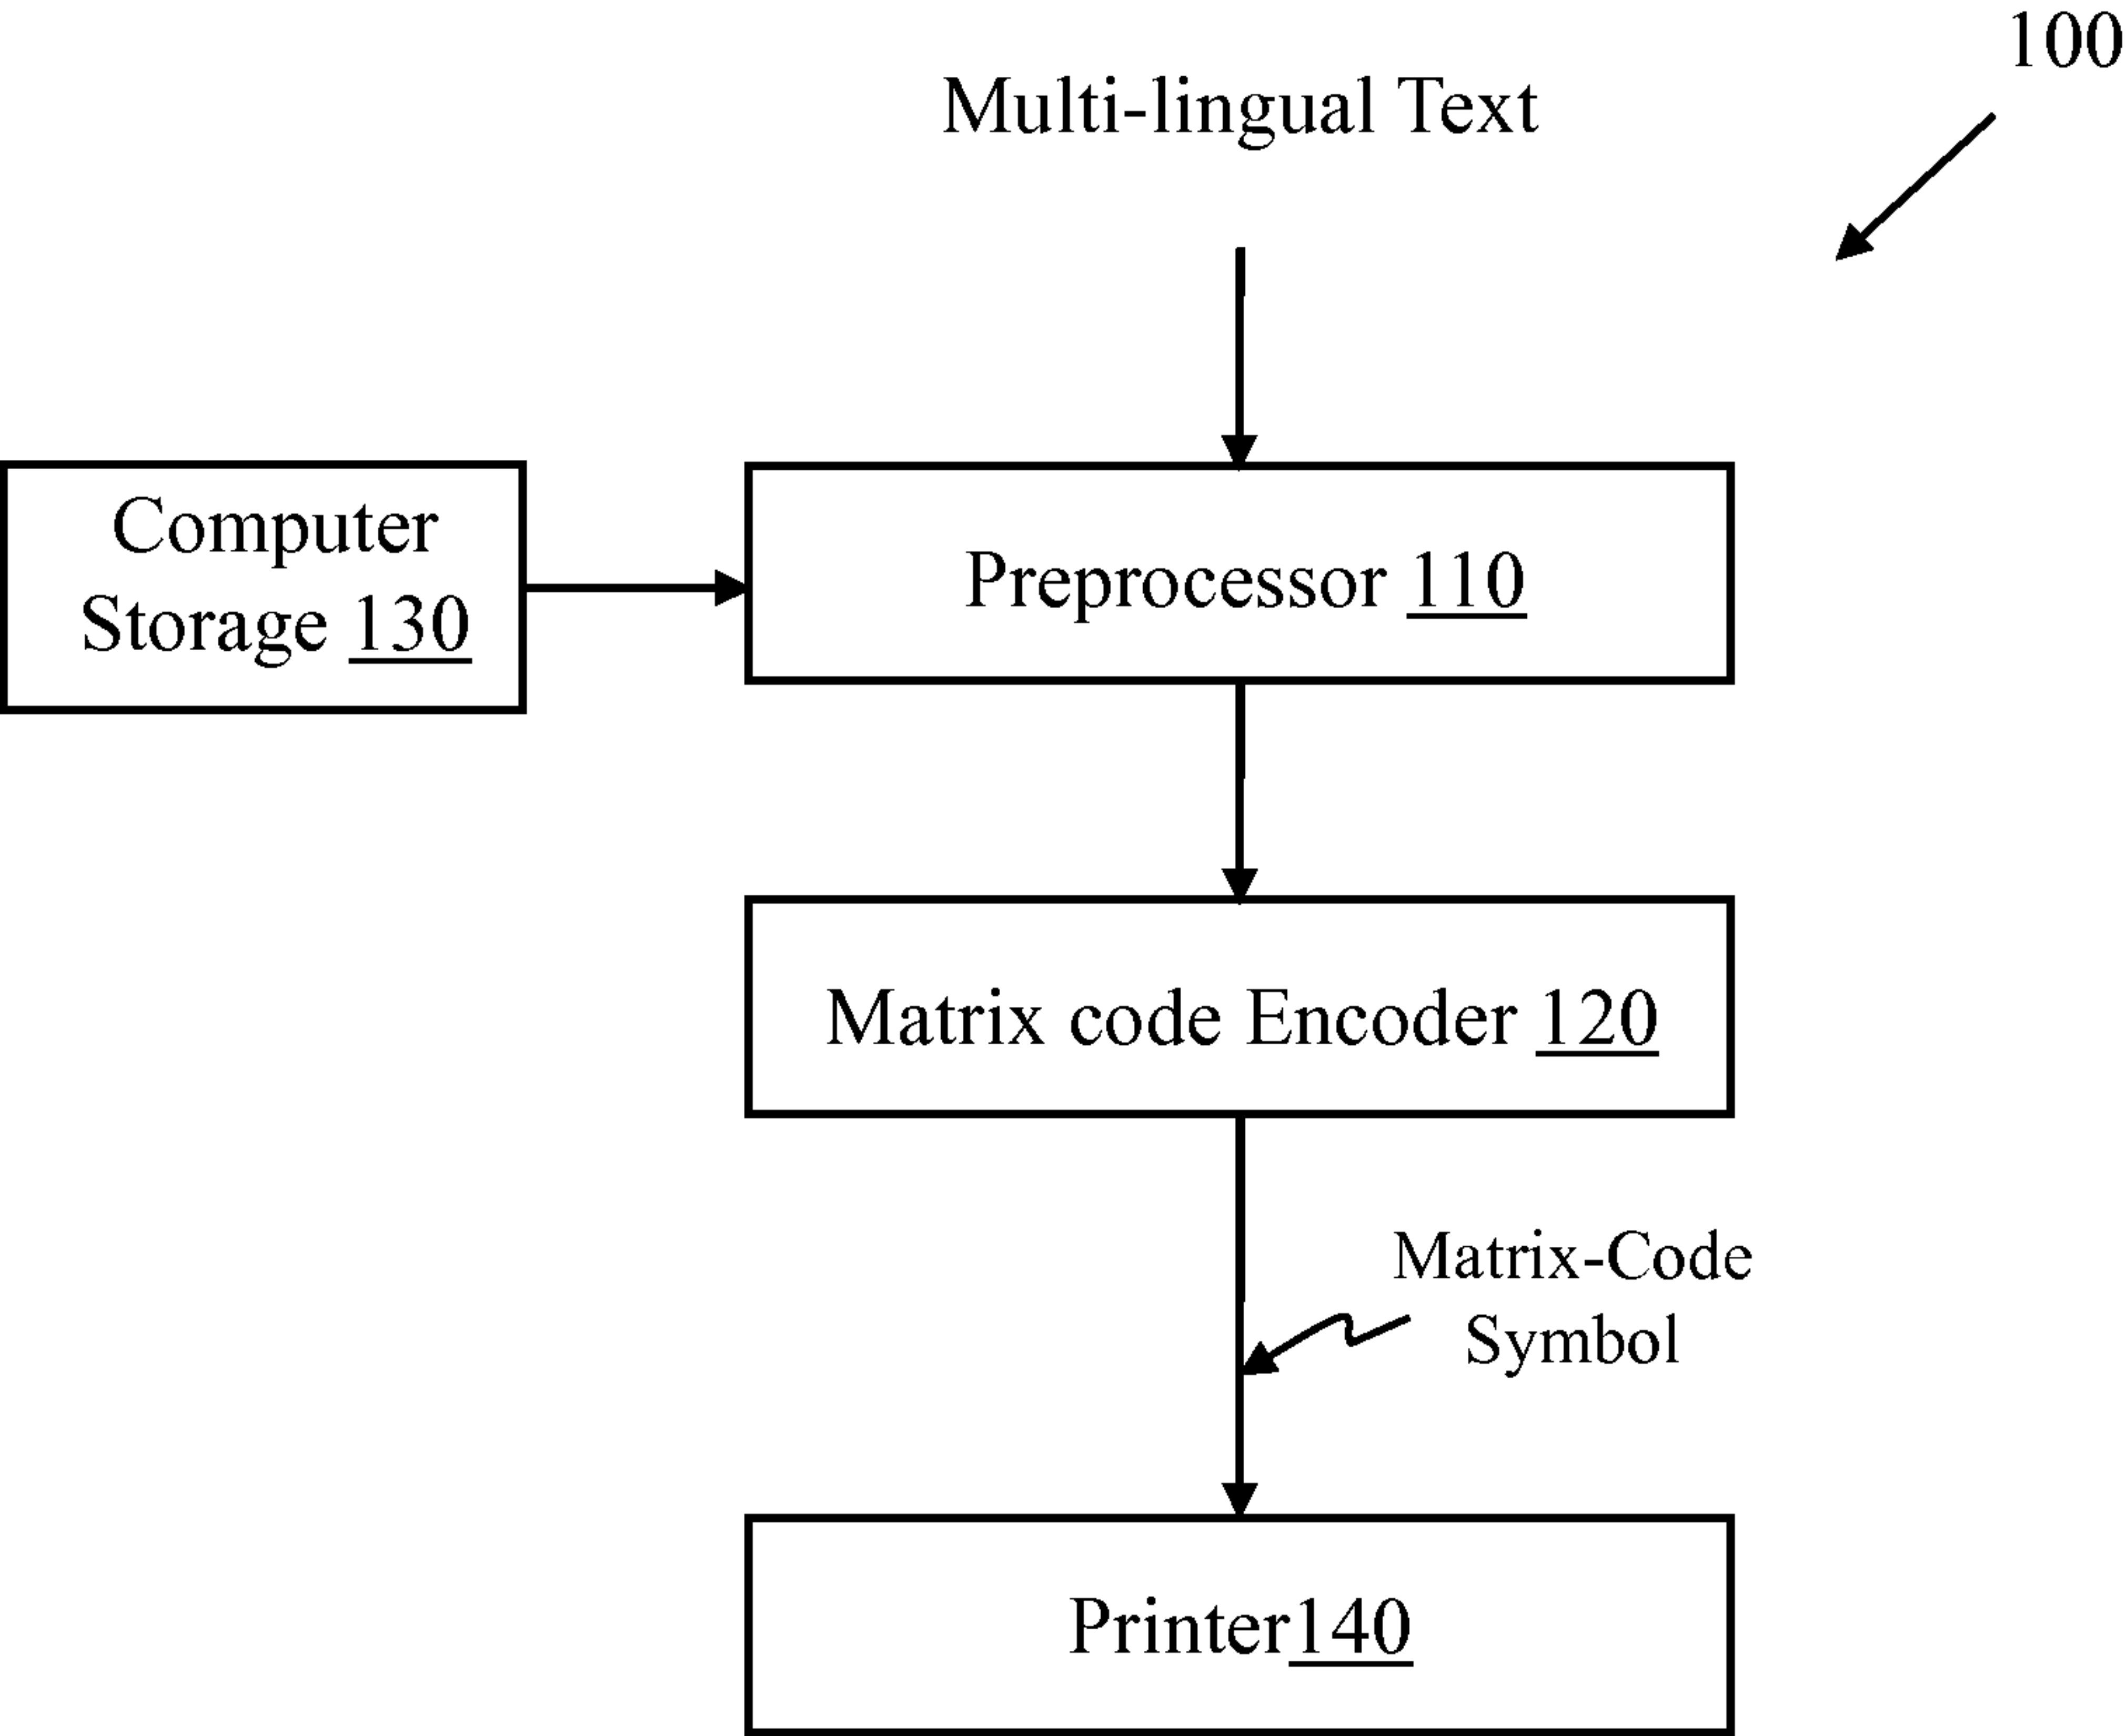 100
Multi-lingual Text
Computer
Storage 130
Preprocessor 110
Matrix code Encoder 120
Matrix-Code
Symbol
Printer140